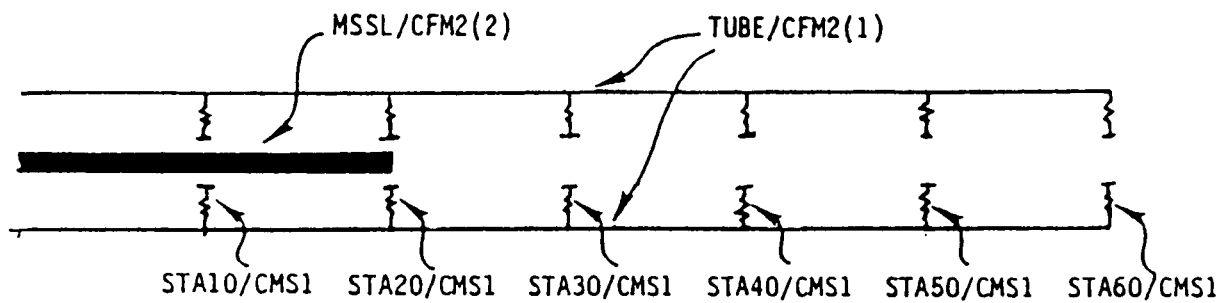 MSSL/CFM2(2) TUBE/CFM2(1)
STA10/CMS1 STA20/CMS1 STA30/CMS1 STA40/CMS1 STA50/CMS1 STA60/CMS1